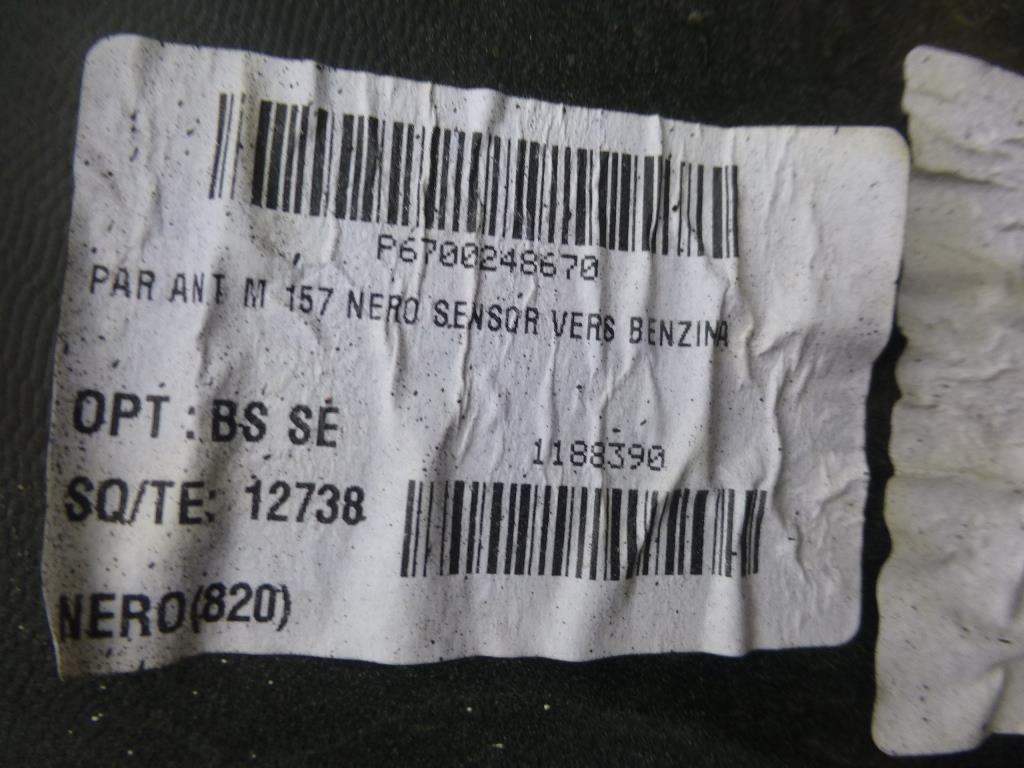 P6700248670
PAR ANT M 157 NERO SENSOR VERS BENZINA
OPT : BS SE
1188390
SQ/TE: 12738
NERO(820)